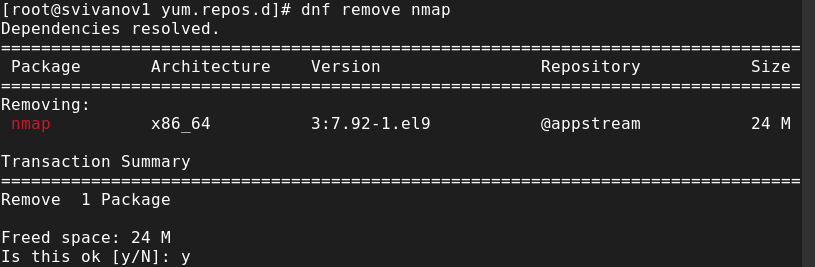 [root@svivanov1 yum.repos.d]# dnf remove nmap
Dependencies resolved.
================================================================================
 Package       Architecture    Version                Repository           Size
================================================================================
Removing:
 nmap          x86_64          3:7.92-1.el9           @appstream           24 M

Transaction Summary
================================================================================
Remove  1 Package

Freed space: 24 M
Is this ok [y/N]: y